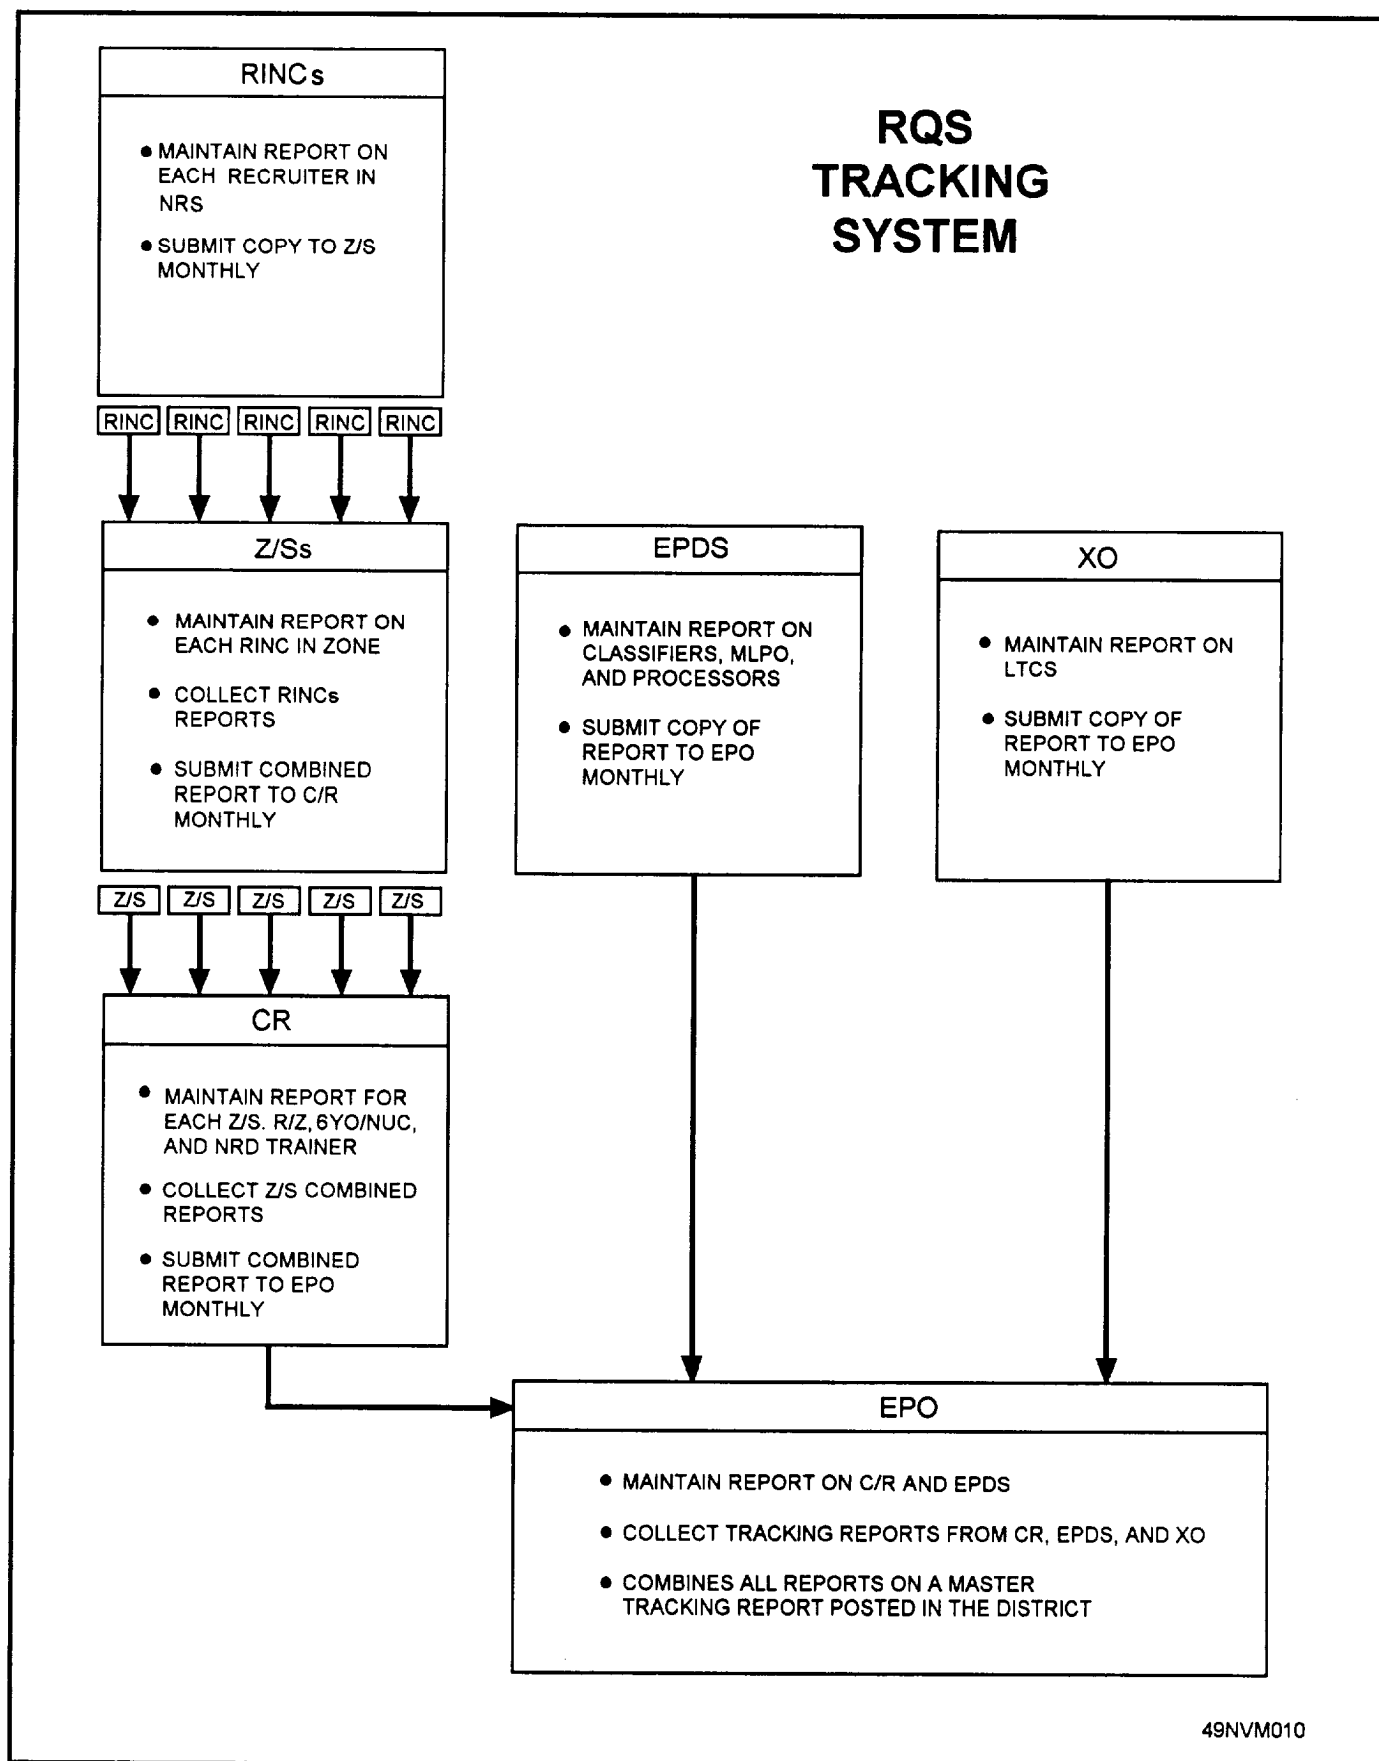 RINCs
● MAINTAIN REPORT ON
EACH RECRUITER IN
NRS
● SUBMIT COPY TO Z/S
MONTHLY
RQS
TRACKING
SYSTEM
RINC RINC RINC RINC RINC
Z/Ss
● MAINTAIN REPORT ON
EACH RINC IN ZONE
● COLLECT RINCs
REPORTS
● SUBMIT COMBINED
REPORT TO C/R
MONTHLY
EPDS
● MAINTAIN REPORT ON
CLASSIFIERS, MLPO,
AND PROCESSORS
● SUBMIT COPY OF
REPORT TO EPO
MONTHLY
XO
● MAINTAIN REPORT ON
LTCS
● SUBMIT COPY OF
REPORT TO EPO
MONTHLY
Z/S Z/S Z/S Z/S Z/S
CR
● MAINTAIN REPORT FOR
EACH Z/S. R/Z, 6YO/NUC,
AND NRD TRAINER
● COLLECT Z/S COMBINED
REPORTS
● SUBMIT COMBINED
REPORT TO EPO
MONTHLY
EPO
● MAINTAIN REPORT ON C/R AND EPDS
● COLLECT TRACKING REPORTS FROM CR, EPDS, AND XO
● COMBINES ALL REPORTS ON A MASTER
TRACKING REPORT POSTED IN THE DISTRICT
49NVM010